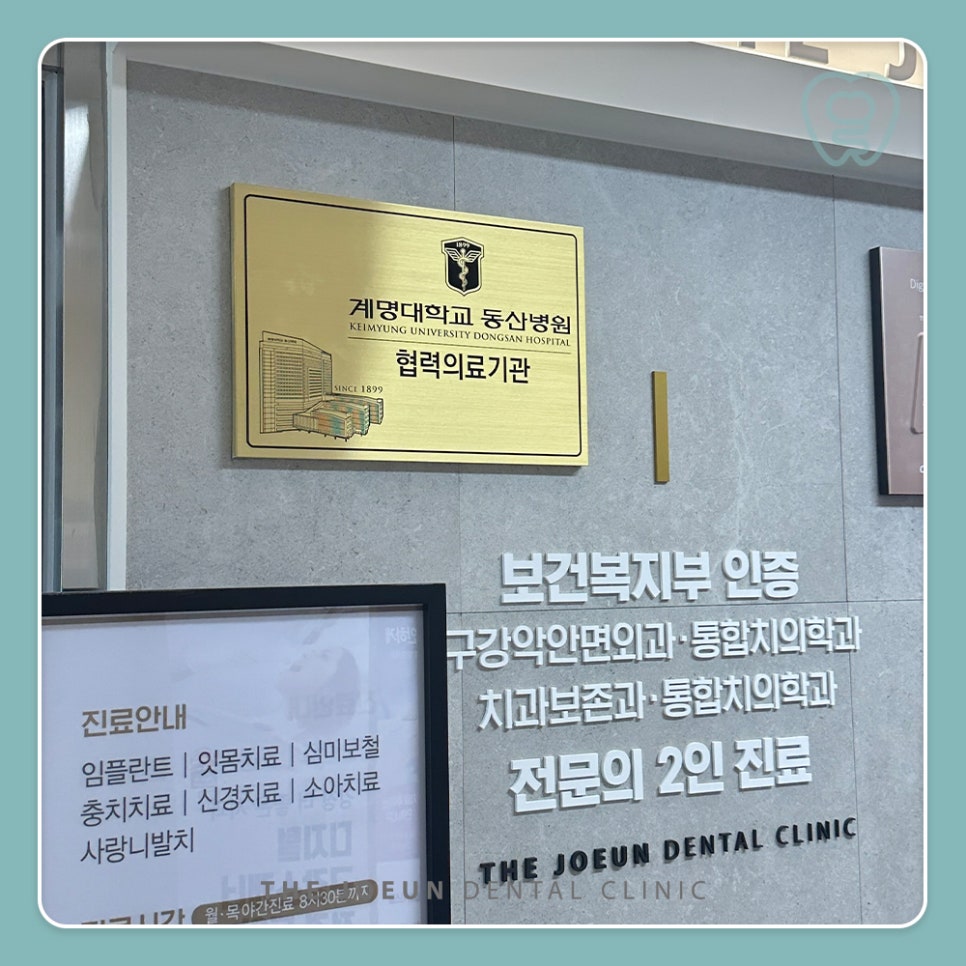 1899
계명대학교 동산병원
KEIMYUNG UNIVERSITY DONGSAN HOSPITAL
협력의료기관
SINCE 1899
보건복지부 인증
구강악안면외과·통합치의학과
치과보존과·통합치의학과
전문의 2인 진료
THE JOEUN DENTAL CLINIC
진료안내
임플란트 | 잇몸치료 | 심미보철
충치치료 | 신경치료 | 소아치료
사랑니발치
월·목야간진료 8시30분까지
THE JOEUN DENTAL CLINIC